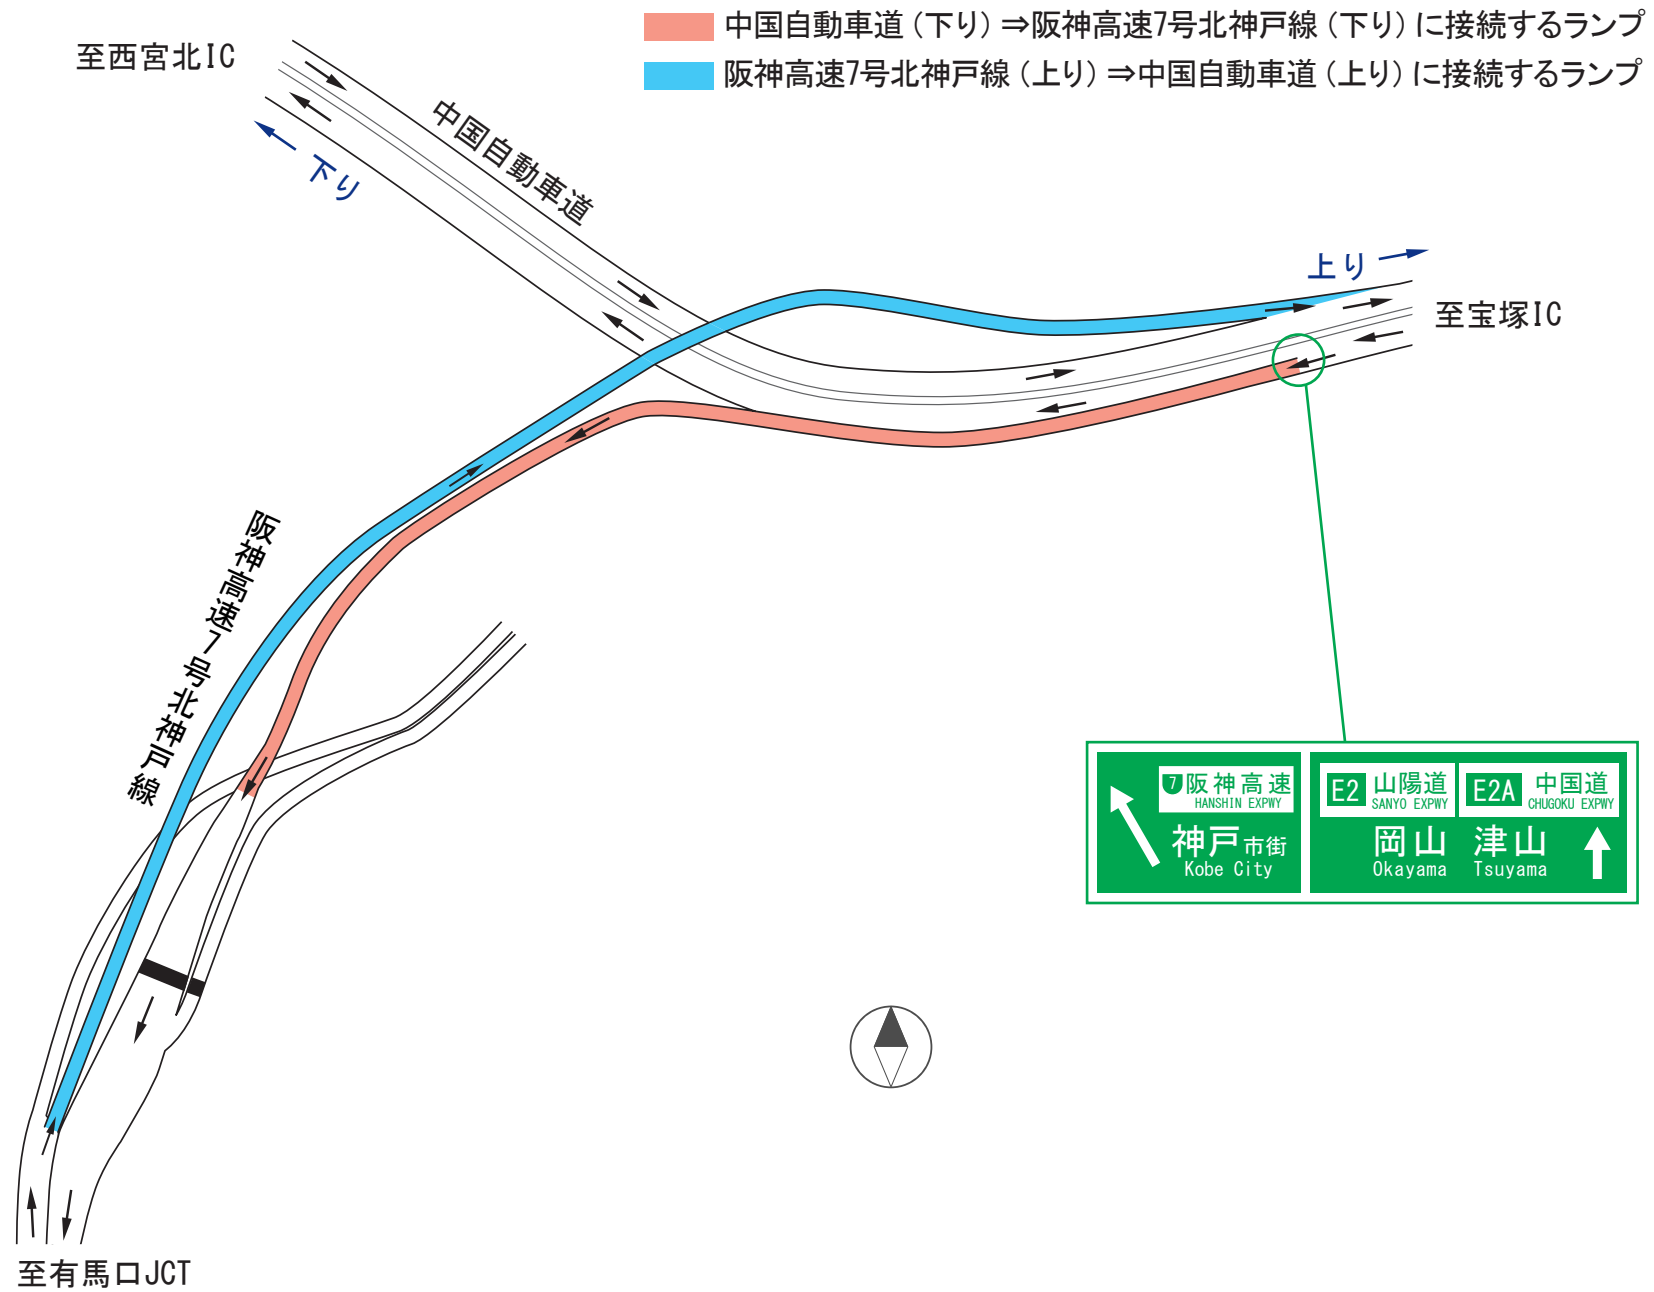 中国自動車道（下り）⇒阪神高速7号北神戸線（下り）に接続するランプ
阪神高速7号北神戸線（上り）⇒中国自動車道（上り）に接続するランプ
至西宮北IC
中国自動車道
下り
上り
至宝塚IC
阪神高速7号北神戸線
7 阪神高速
HANSHIN EXPWY
神戸市街
Kobe City
E2 山陽道
SANYO EXPWY
岡山
Okayama
E2A 中国道
CHUGOKU EXPWY
津山
Tsuyama
至有馬口JCT